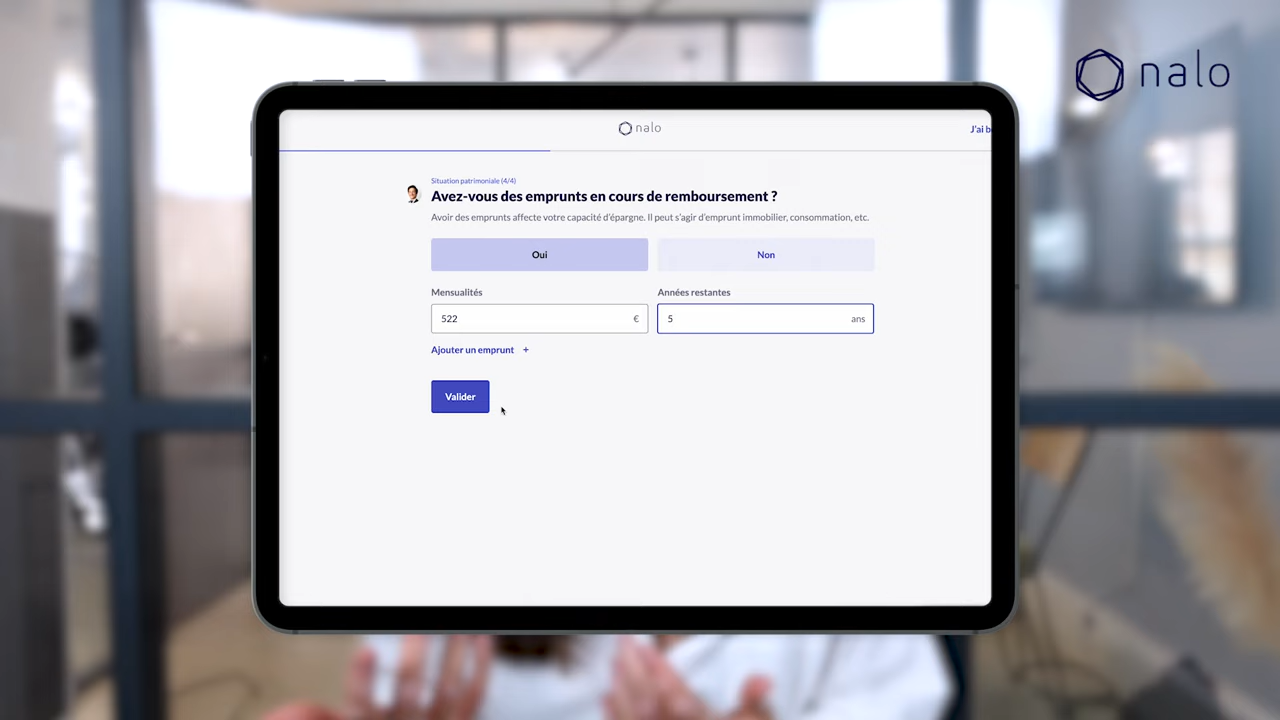 nalo
nalo
J'ai b
Situation patrimoniale (4/4)
Avez-vous des emprunts en cours de remboursement ?
Avoir des emprunts affecte votre capacité d'épargne. Il peut s'agir d'emprunt immobilier, consommation, etc.
Oui
Non
Mensualités
Années restantes
522 €
5 ans
Ajouter un emprunt +
Valider